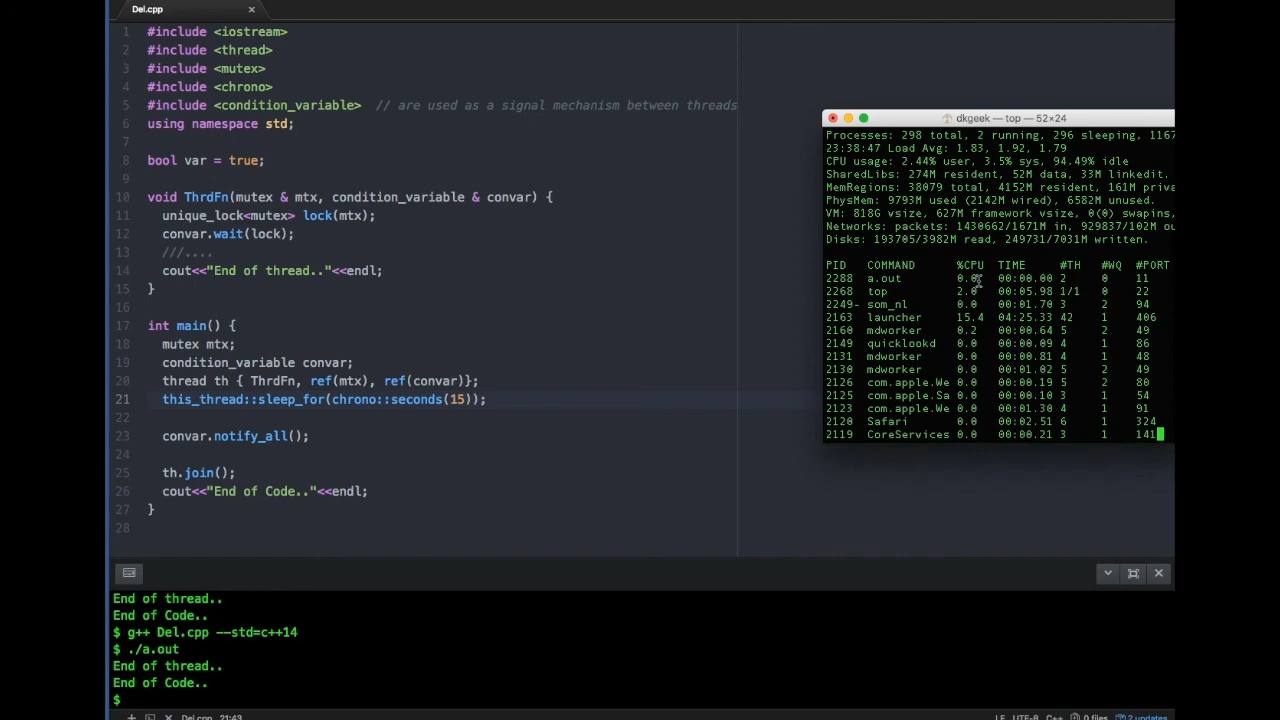 Del.cpp
1 #include <iostream>
2 #include <thread>
3 #include <mutex>
4 #include <chrono>
5 #include <condition_variable> // are used as a signal mechanism between threads
6 using namespace std;
7
8 bool var = true;
9
10 void ThrdFn(mutex & mtx, condition_variable & convar) {
11 unique_lock<mutex> lock(mtx);
12 convar.wait(lock);
13 ///....
14 cout<<"End of thread.."<<endl;
15 }
16
17 int main() {
18 mutex mtx;
19 condition_variable convar;
20 thread th { ThrdFn, ref(mtx), ref(convar)};
21 this_thread::sleep_for(chrono::seconds(15));
22
23 convar.notify_all();
24
25 th.join();
26 cout<<"End of Code.."<<endl;
27 }
28
dkgeek — top — 52×24
Processes: 298 total, 2 running, 296 sleeping, 1167
23:38:47 Load Avg: 1.83, 1.92, 1.79
CPU usage: 2.44% user, 3.5% sys, 94.49% idle
SharedLibs: 274M resident, 52M data, 33M linkedit.
MemRegions: 38079 total, 4152M resident, 161M priva
PhysMem: 9793M used (2142M wired), 6582M unused.
VM: 818G vsize, 627M framework vsize, 0(0) swapins,
Networks: packets: 1430662/1671M in, 929837/102M ou
Disks: 193705/3982M read, 249731/7031M written.
PID COMMAND %CPU TIME #TH #WQ #PORT
2288 a.out 0.0 00:00.00 2 0 11
2268 top 2.0 00:05.98 1/1 0 22
2249- som_nl 0.0 00:01.70 3 2 94
2163 launcher 15.4 04:25.33 42 1 406
2160 mdworker 0.2 00:00.64 5 2 49
2149 quicklookd 0.0 00:00.09 4 1 86
2131 mdworker 0.0 00:00.81 4 1 48
2130 mdworker 0.0 00:01.02 5 2 49
2126 com.apple.We 0.0 00:00.19 5 2 80
2125 com.apple.Sa 0.0 00:00.10 3 1 54
2123 com.apple.We 0.0 00:01.30 4 1 91
2120 Safari 0.0 00:02.51 6 1 324
2119 CoreServices 0.0 00:00.21 3 1 141
End of thread..
End of Code..
$ g++ Del.cpp --std=c++14
$ ./a.out
End of thread..
End of Code..
$
Del.cpp 21:43 LF UTF-8 C++ 0 files 2 updates